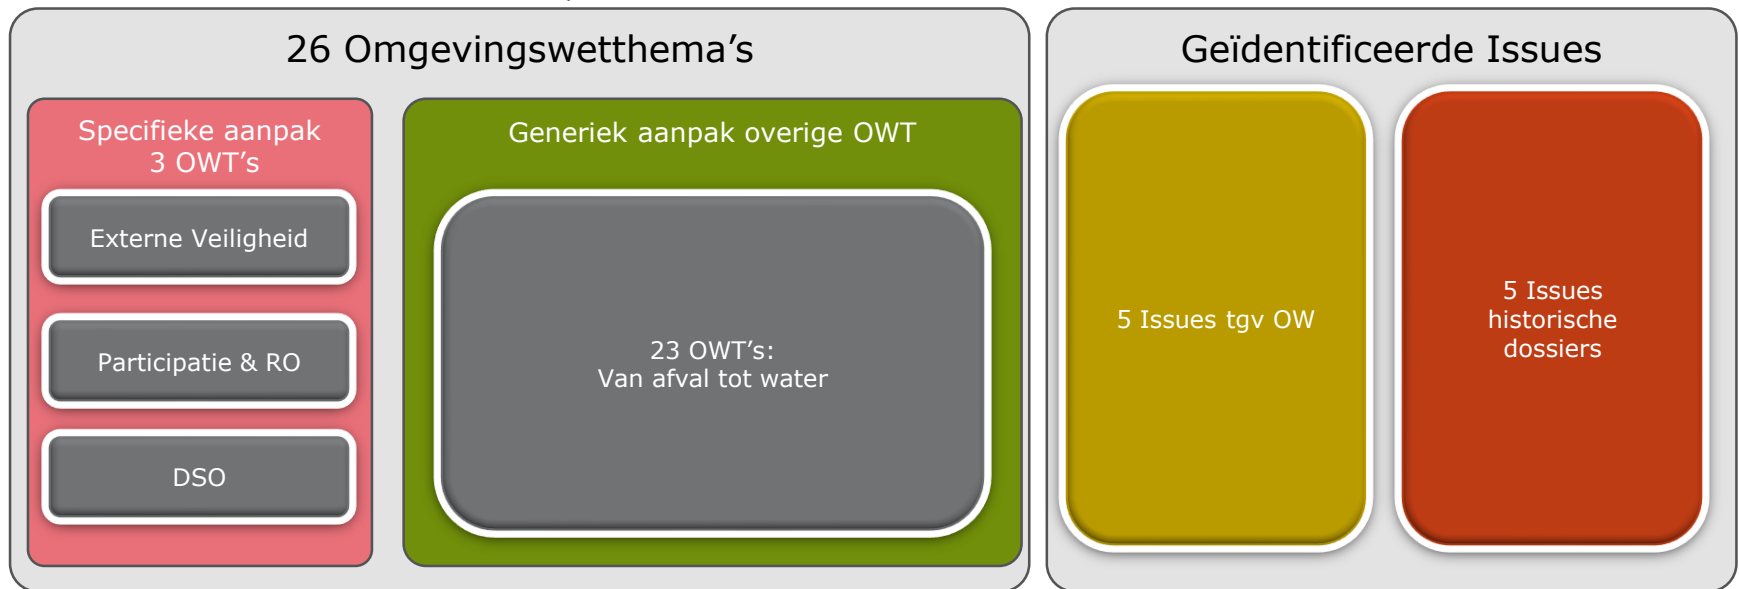 26 Omgevingswetthema’s
Specifieke aanpak
3 OWT’s
Externe Veiligheid
Participatie & RO
DSO
Generiek aanpak overige OWT
23 OWT’s:
Van afval tot water
Geïdentificeerde Issues
5 Issues tgv OW
5 Issues
historische
dossiers